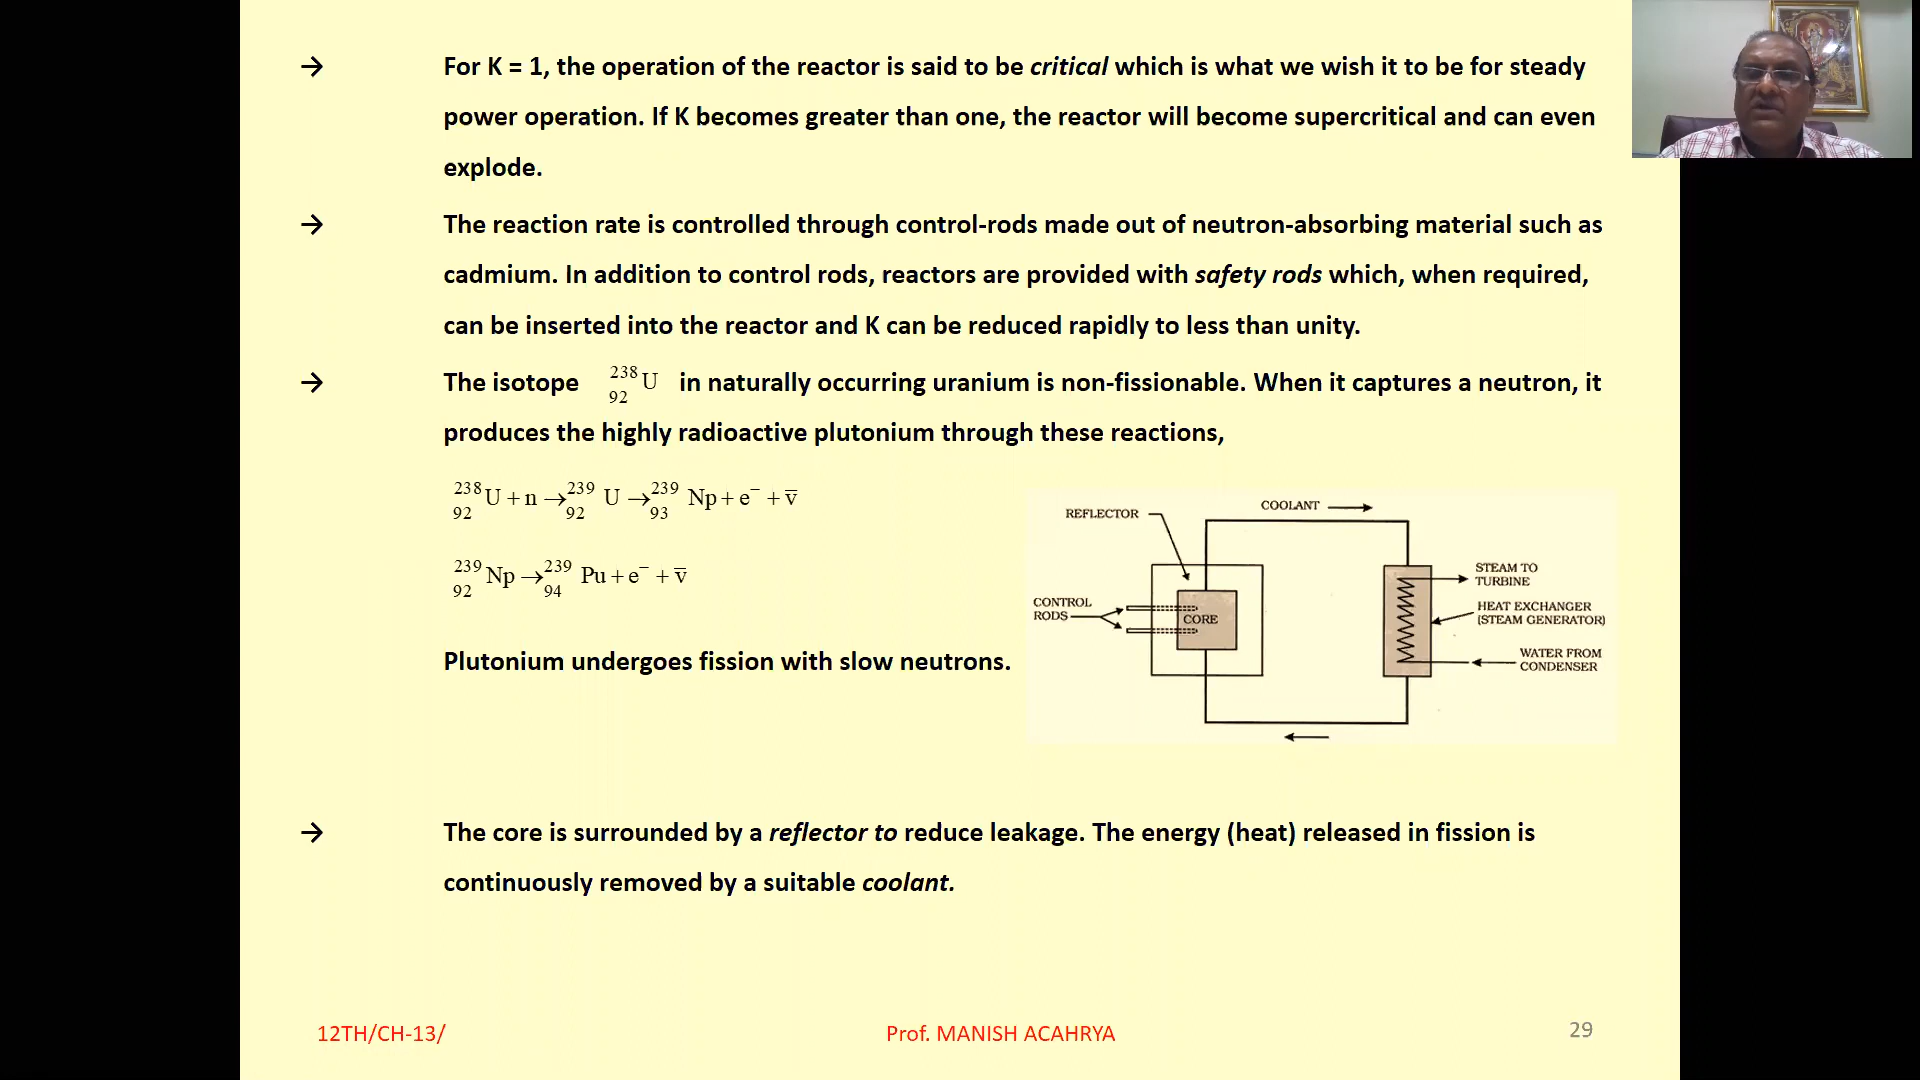 → For K = 1, the operation of the reactor is said to be critical which is what we wish it to be for steady
power operation. If K becomes greater than one, the reactor will become supercritical and can even
explode.
→ The reaction rate is controlled through control-rods made out of neutron-absorbing material such as
cadmium. In addition to control rods, reactors are provided with safety rods which, when required,
can be inserted into the reactor and K can be reduced rapidly to less than unity.
→ The isotope ²³⁸₉₂U in naturally occurring uranium is non-fissionable. When it captures a neutron, it
produces the highly radioactive plutonium through these reactions,
²³⁸₉₂U + n →²³⁹₉₂ U →²³⁹₉₃ Np + e⁻ + v̅
²³⁹₉₂Np →²³⁹₉₄ Pu + e⁻ + v̅
Plutonium undergoes fission with slow neutrons.
COOLANT →
REFLECTOR
STEAM TO
TURBINE
CONTROL
RODS
CORE
HEAT EXCHANGER
(STEAM GENERATOR)
WATER FROM
CONDENSER
→ The core is surrounded by a reflector to reduce leakage. The energy (heat) released in fission is
continuously removed by a suitable coolant.
12TH/CH-13/ Prof. MANISH ACAHRYA 29